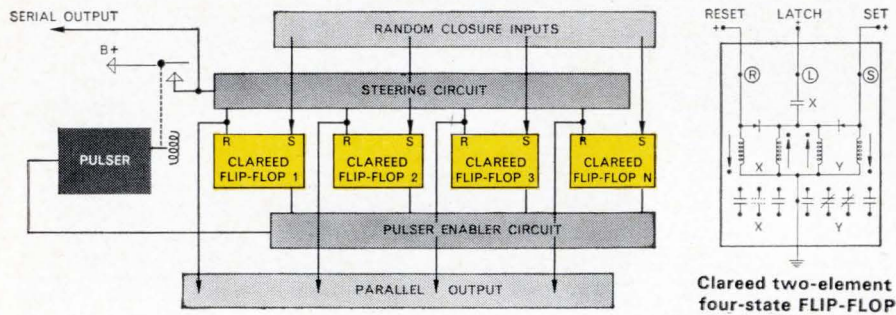 SERIAL OUTPUT
B+
PULSER
RANDOM CLOSURE INPUTS
STEERING CIRCUIT
R S
CLAREED
FLIP-FLOP 1
R S
CLAREED
FLIP-FLOP 2
R S
CLAREED
FLIP-FLOP 3
R S
CLAREED
FLIP-FLOP N
PULSER ENABLER CIRCUIT
PARALLEL OUTPUT
RESET LATCH SET
+ +
R L S
X
X Y
X Y
Clareed two-element
four-state FLIP-FLOP